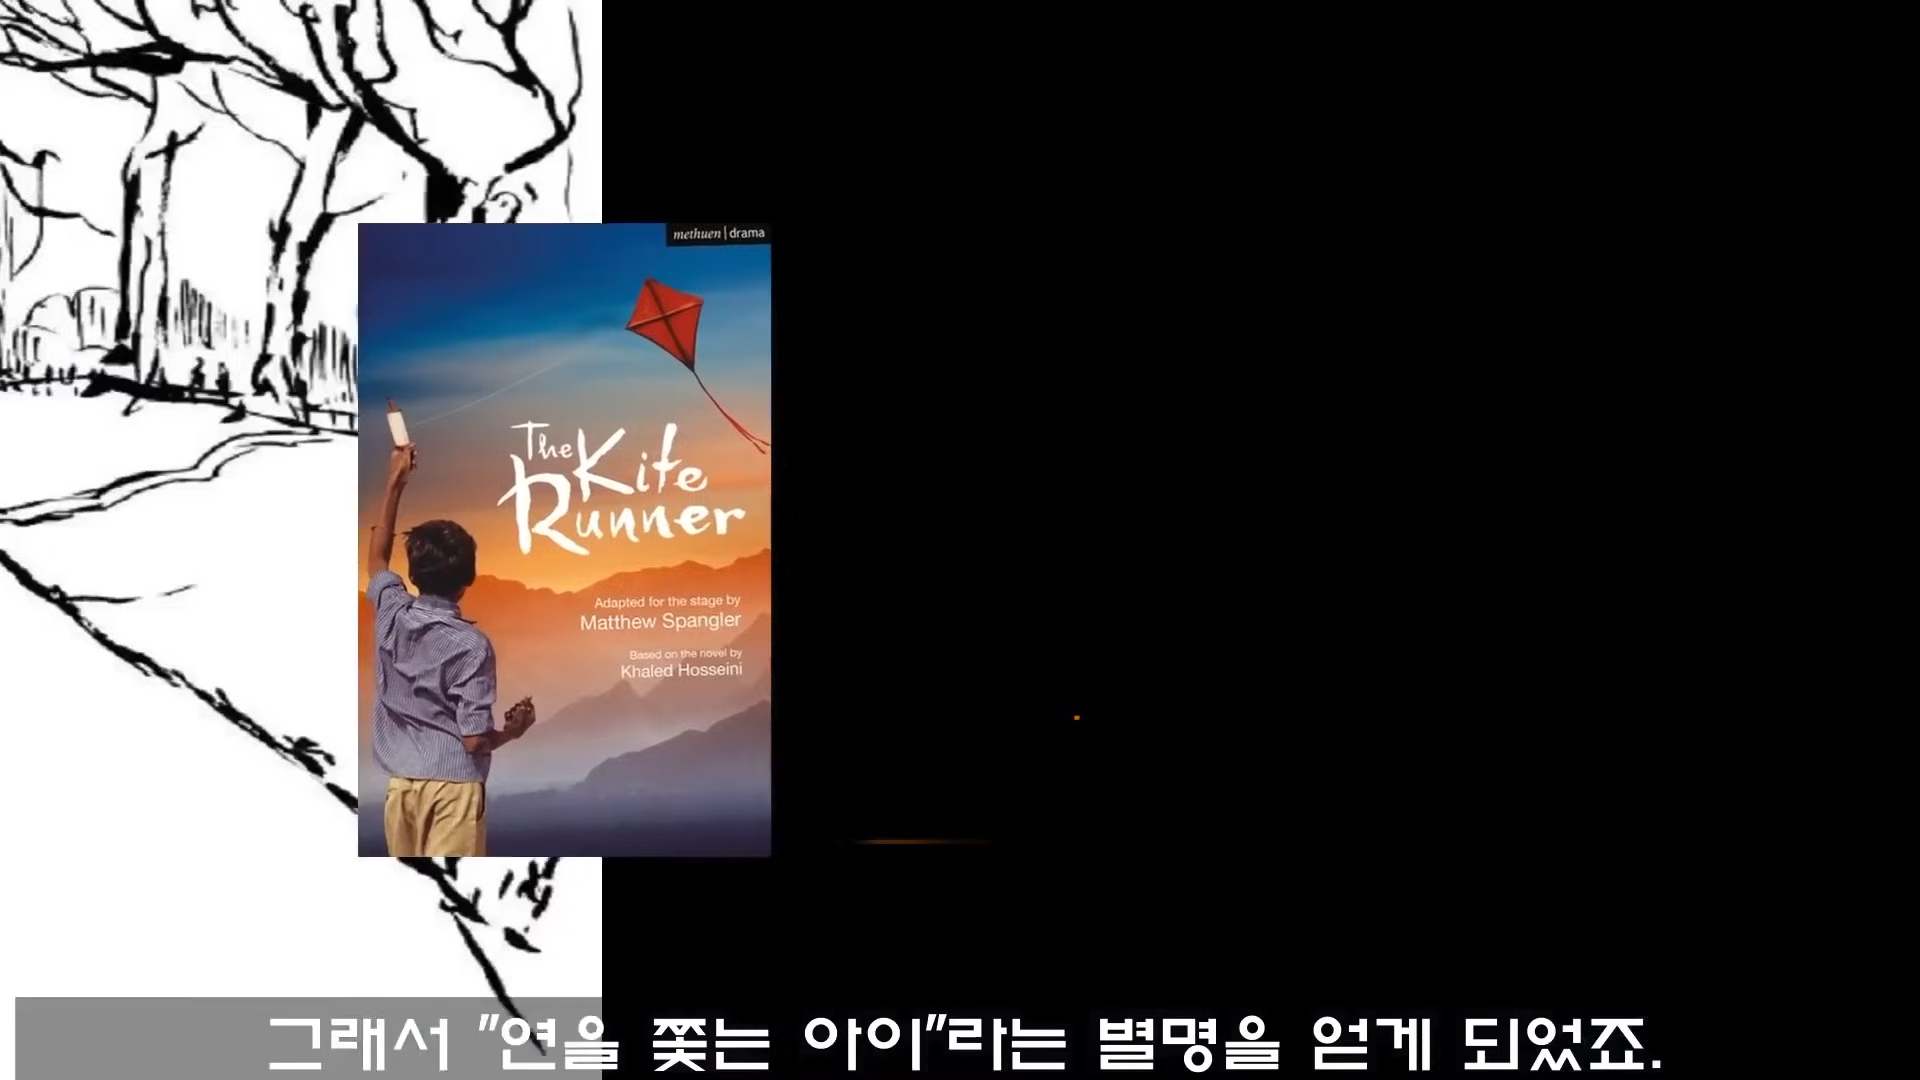 methuen | drama
The Kite
Runner
Adapted for the stage by
Matthew Spangler
Based on the novel by
Khaled Hosseini
그래서 "연을 쫓는 아이"라는 별명을 얻게 되었죠.